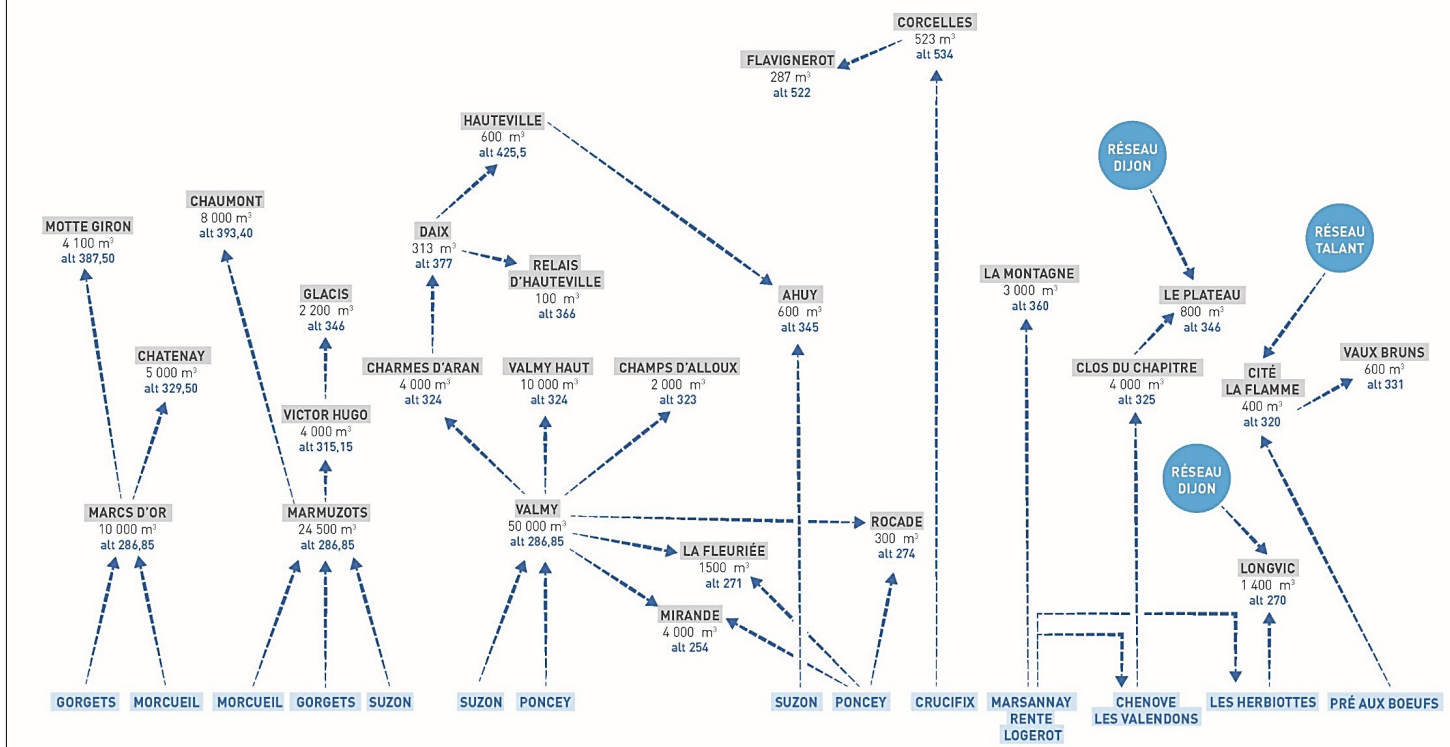 CORCELLES
523 m³
alt 534
FLAVIGNEROT
287 m³
alt 522
HAUTEVILLE
600 m³
alt 425,5
RÉSEAU
DIJON
CHAUMONT
8 000 m³
alt 393,40
MOTTE GIRON
4 100 m³
alt 387,50
DAIX
313 m³
alt 377
RELAIS
D'HAUTEVILLE
100 m³
alt 366
RÉSEAU
TALANT
LA MONTAGNE
3 000 m³
alt 360
GLACIS
2 200 m³
alt 346
AHUY
600 m³
alt 345
LE PLATEAU
800 m³
alt 346
CHATENAY
5 000 m³
alt 329,50
CHARMES D'ARAN
4 000 m³
alt 324
VALMY HAUT
10 000 m³
alt 324
CHAMPS D'ALLOUX
2 000 m³
alt 323
CLOS DU CHAPITRE
4 000 m³
alt 325
CITÉ
LA FLAMME
400 m³
alt 320
VAUX BRUNS
600 m³
alt 331
VICTOR HUGO
4 000 m³
alt 315,15
RÉSEAU
DIJON
MARCS D'OR
10 000 m³
alt 286,85
MARMUZOTS
24 500 m³
alt 286,85
VALMY
50 000 m³
alt 286,85
ROCADE
300 m³
alt 274
LA FLEURIÉE
1500 m³
alt 271
LONGVIC
1 400 m³
alt 270
MIRANDE
4 000 m³
alt 254
GORGETS
MORCUEIL
MORCUEIL
GORGETS
SUZON
SUZON
PONCEY
SUZON
PONCEY
CRUCIFIX
MARSANNAY
RENTE
LOGEROT
CHENOVE
LES VALENDONS
LES HERBIOTTES
PRÉ AUX BOEUFS